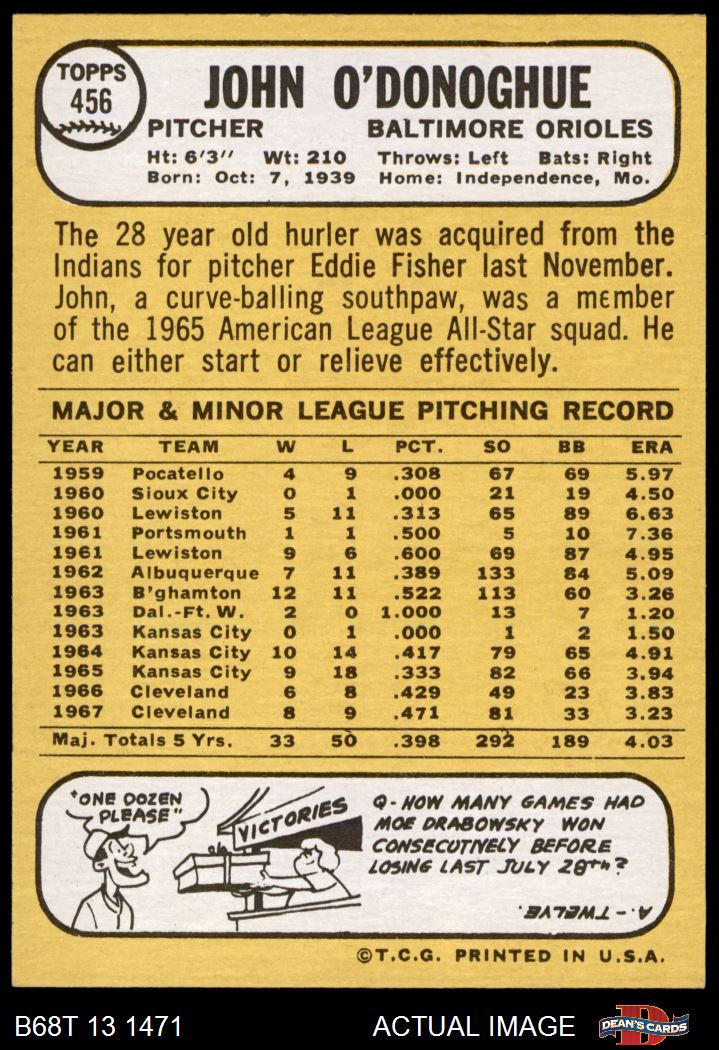 TOPPS
456
JOHN O'DONOGHUE
PITCHER BALTIMORE ORIOLES
Ht: 6'3" Wt: 210 Throws: Left Bats: Right
Born: Oct: 7, 1939 Home: Independence, Mo.
The 28 year old hurler was acquired from the
Indians for pitcher Eddie Fisher last November.
John, a curve-balling southpaw, was a member
of the 1965 American League All-Star squad. He
can either start or relieve effectively.
MAJOR & MINOR LEAGUE PITCHING RECORD
YEAR TEAM W L PCT. SO BB ERA
1959 Pocatello 4 9 .308 67 69 5.97
1960 Sioux City 0 1 .000 21 19 4.50
1960 Lewiston 5 11 .313 65 89 6.63
1961 Portsmouth 1 1 .500 5 10 7.36
1961 Lewiston 9 6 .600 69 87 4.95
1962 Albuquerque 7 11 .389 133 84 5.09
1963 B'ghamton 12 11 .522 113 60 3.26
1963 Dal.-Ft. W. 2 0 1.000 13 7 1.20
1963 Kansas City 0 1 .000 1 2 1.50
1964 Kansas City 10 14 .417 79 65 4.91
1965 Kansas City 9 18 .333 82 66 3.94
1966 Cleveland 6 8 .429 49 23 3.83
1967 Cleveland 8 9 .471 81 33 3.23
Maj. Totals 5 Yrs. 33 50 .398 292 189 4.03
"ONE DOZEN
PLEASE"
VICTORIES
Q- HOW MANY GAMES HAD
MOE DRABOWSKY WON
CONSECUTIVELY BEFORE
LOSING LAST JULY 28TH?
A.- TWELVE.
©T.C.G. PRINTED IN U.S.A.
B68T 13 1471 ACTUAL IMAGE D DEAN'S CARDS